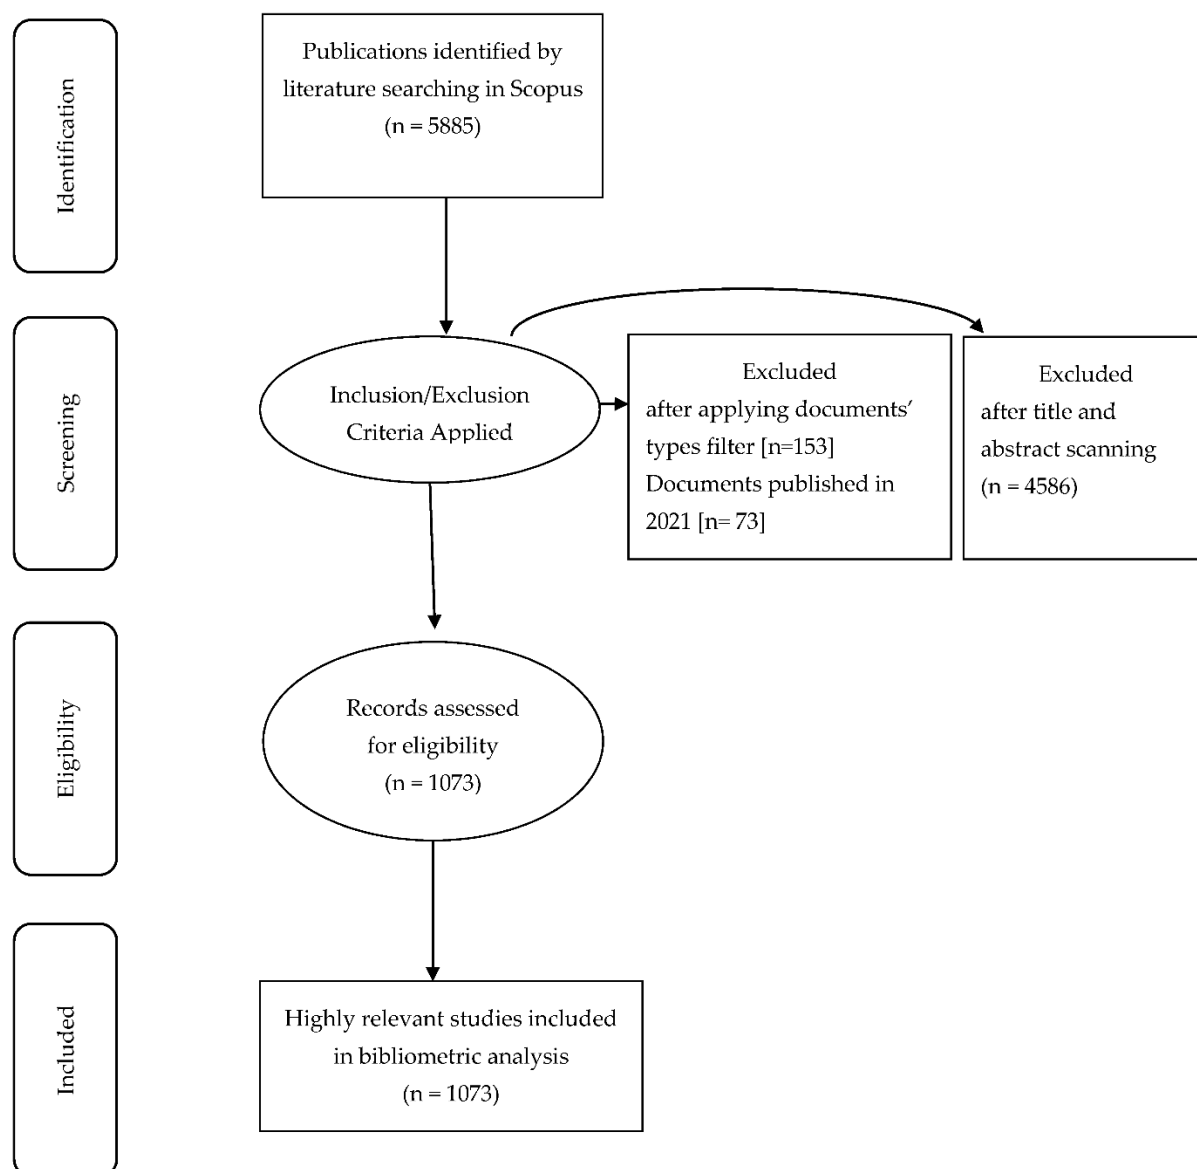 Identification
Publications identified by
literature searching in Scopus
(n = 5885)
Screening
Inclusion/Exclusion
Criteria Applied
Excluded
after applying documents’
types filter [n=153]
Documents published in
2021 [n= 73]
Excluded
after title and
abstract scanning
(n = 4586)
Eligibility
Records assessed
for eligibility
(n = 1073)
Included
Highly relevant studies included
in bibliometric analysis
(n = 1073)